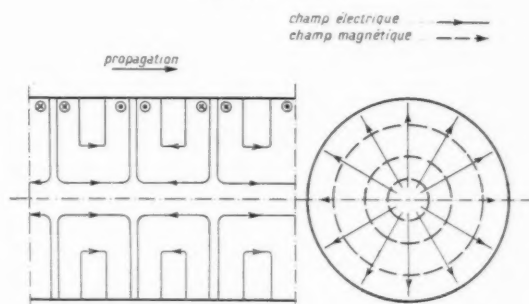 champ électrique
champ magnétique
propagation